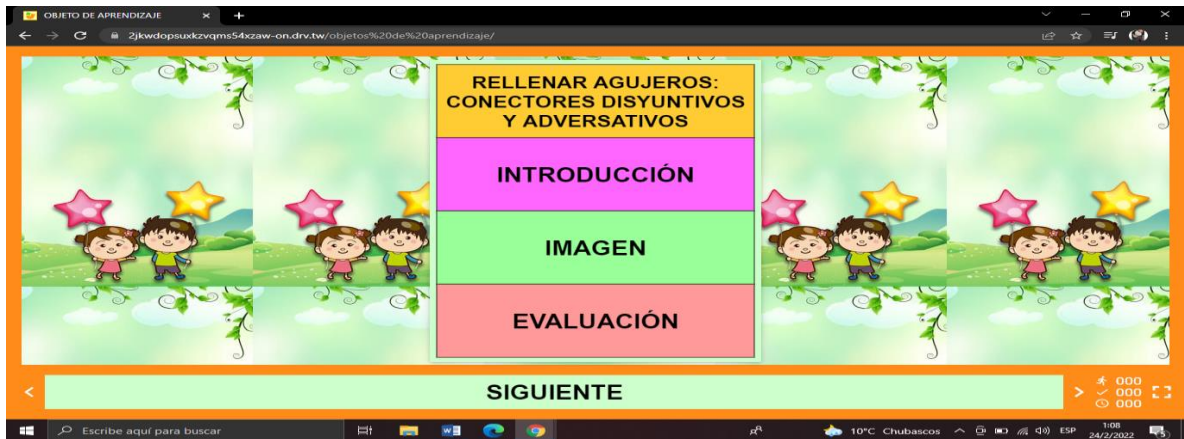 OBJETO DE APRENDIZAJE
2jkwdopsuxkzvqms54xzaw-on.drv.tw/objetos%20de%20aprendizaje/
RELLENAR AGUJEROS:
CONECTORES DISYUNTIVOS
Y ADVERSATIVOS
INTRODUCCIÓN
IMAGEN
EVALUACIÓN
SIGUIENTE
000
000
000
Escribe aquí para buscar
10°C Chubascos
ESP
1:08
24/2/2022